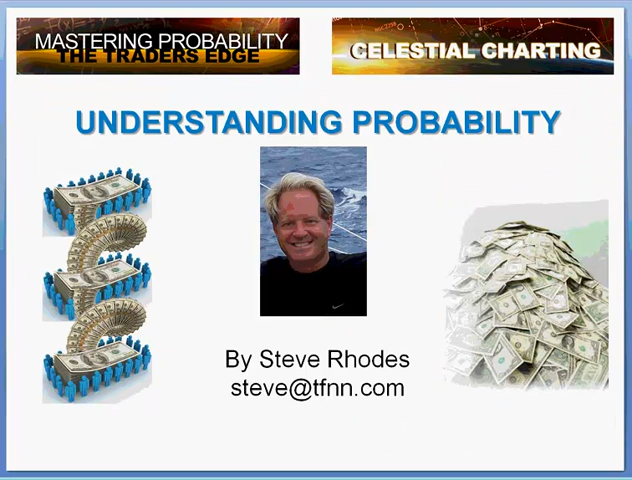 MASTERING PROBABILITY
THE TRADERS EDGE
CELESTIAL CHARTING
UNDERSTANDING PROBABILITY
By Steve Rhodes
steve@tfnn.com